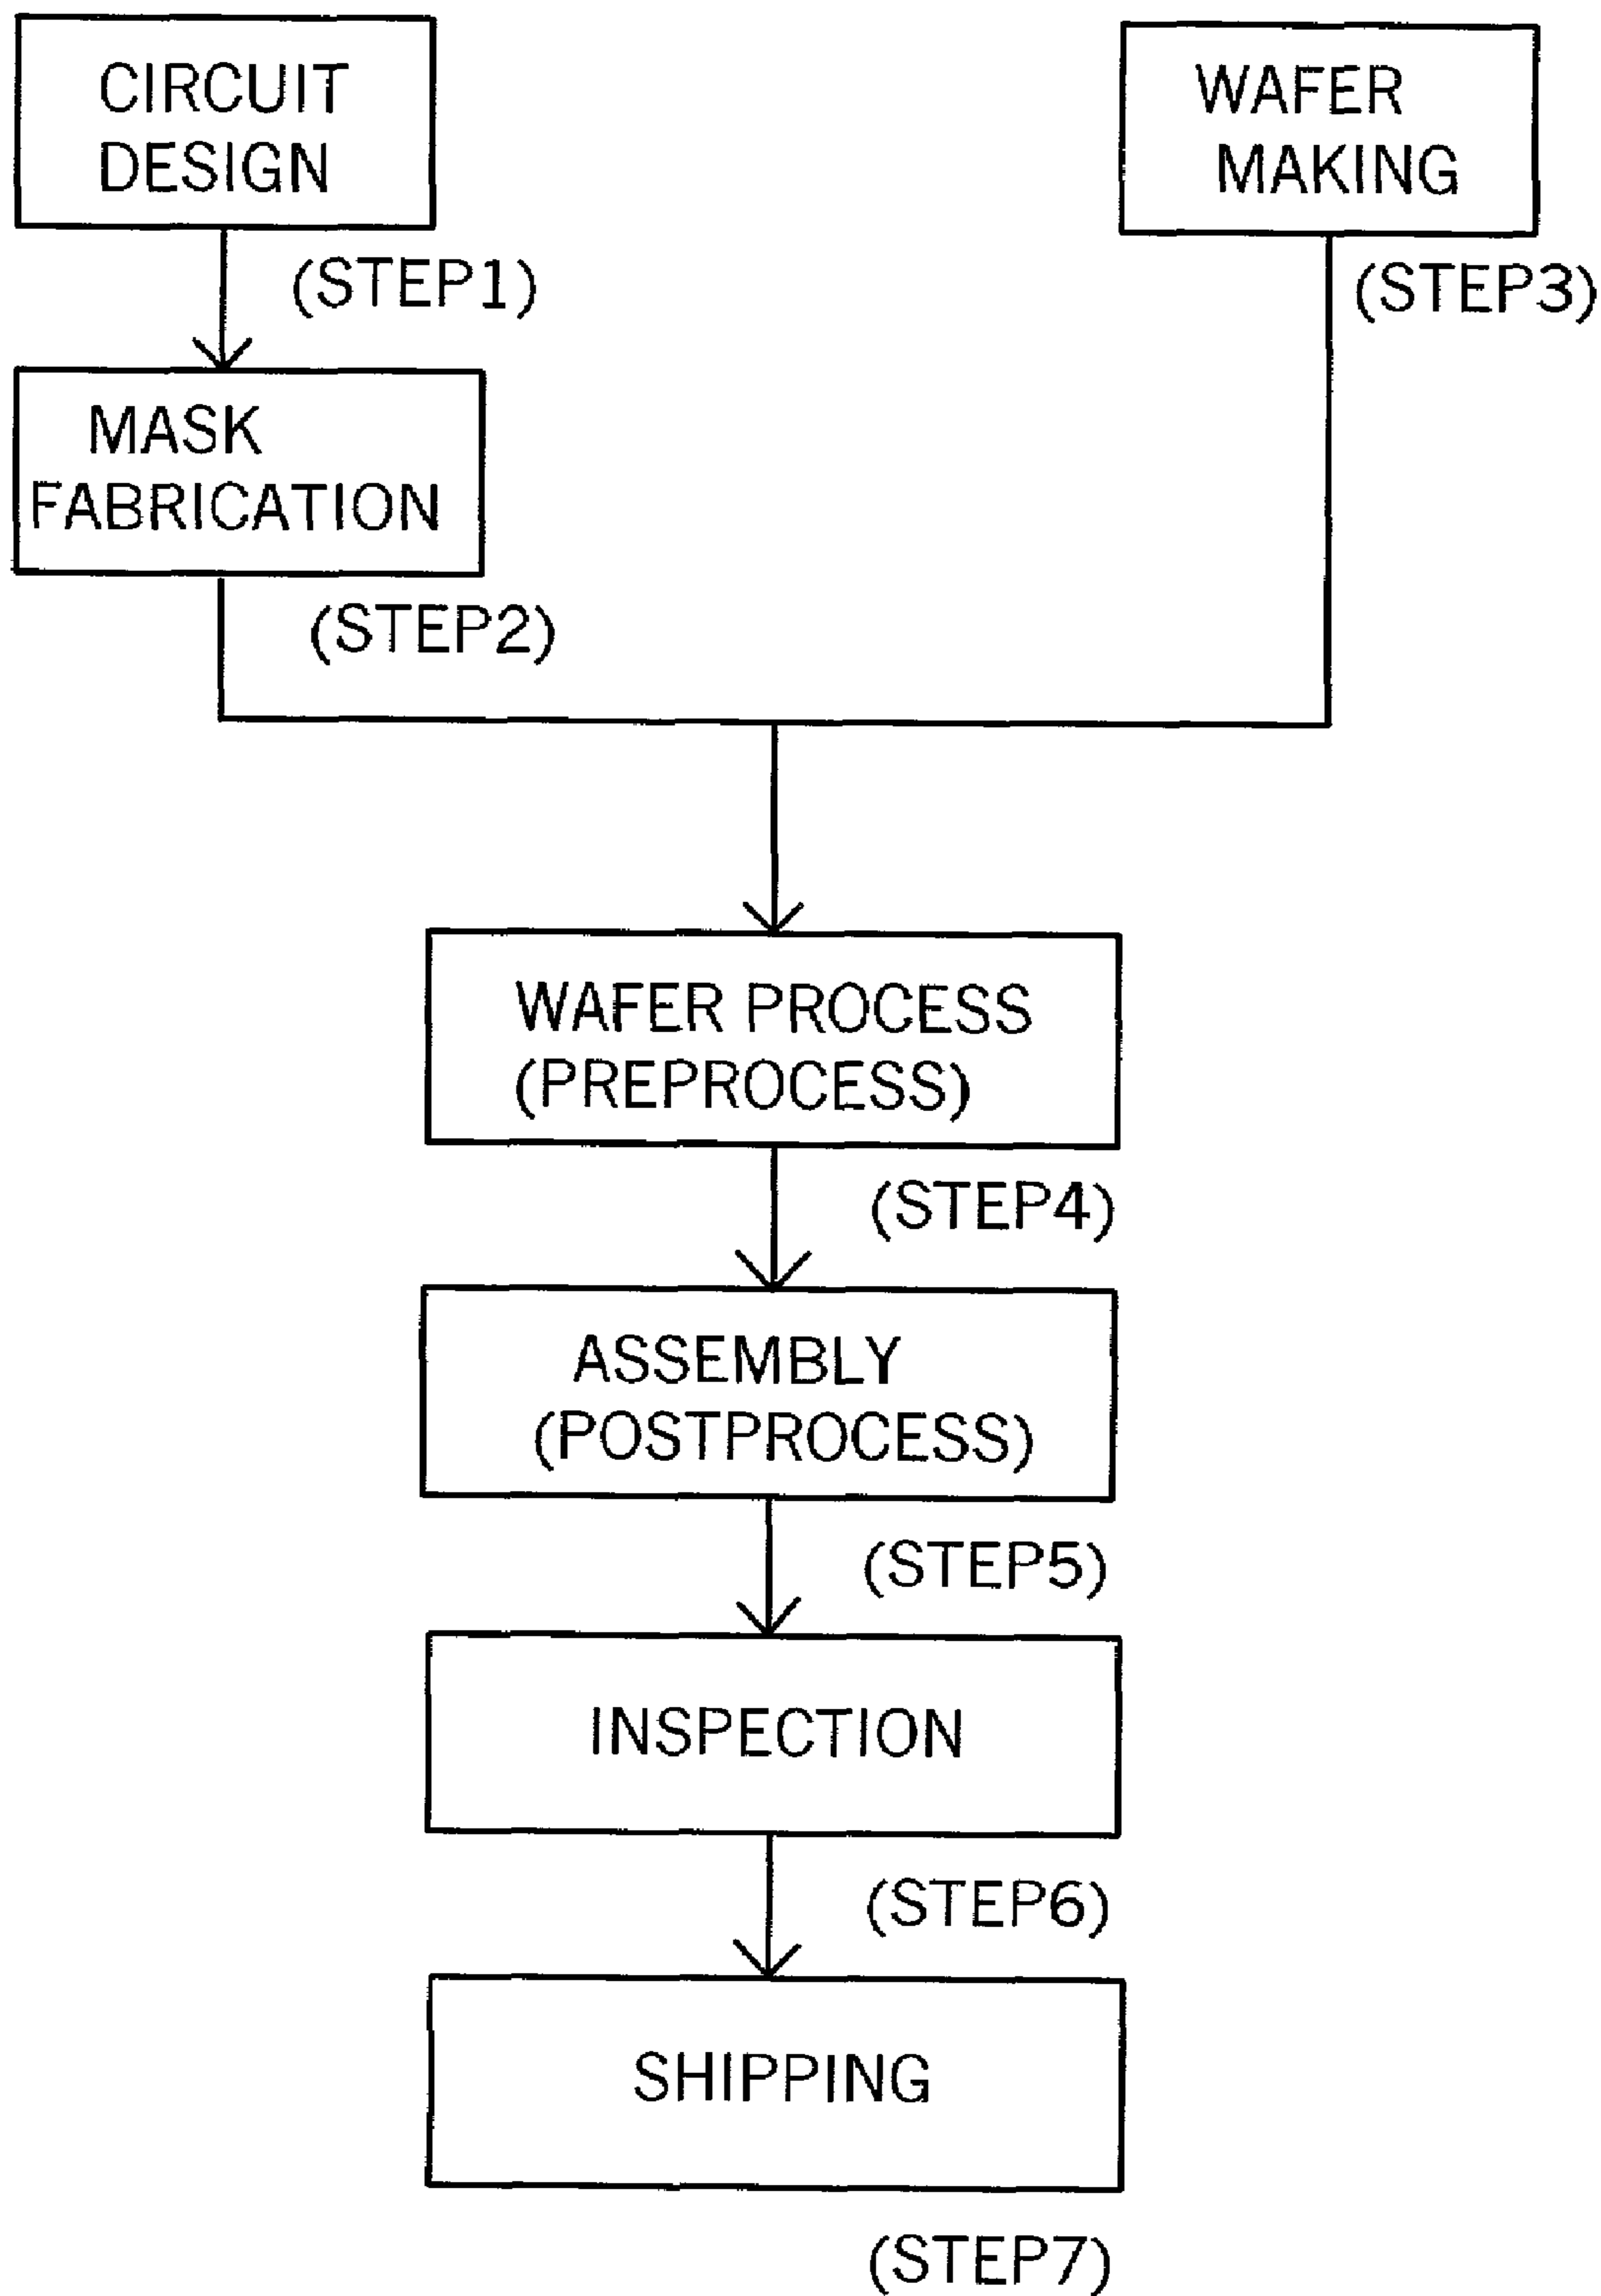 CIRCUIT
DESIGN
(STEP1)
MASK
FABRICATION
(STEP2)
WAFER
MAKING
(STEP3)
WAFER PROCESS
(PREPROCESS)
(STEP4)
ASSEMBLY
(POSTPROCESS)
(STEP5)
INSPECTION
(STEP6)
SHIPPING
(STEP7)